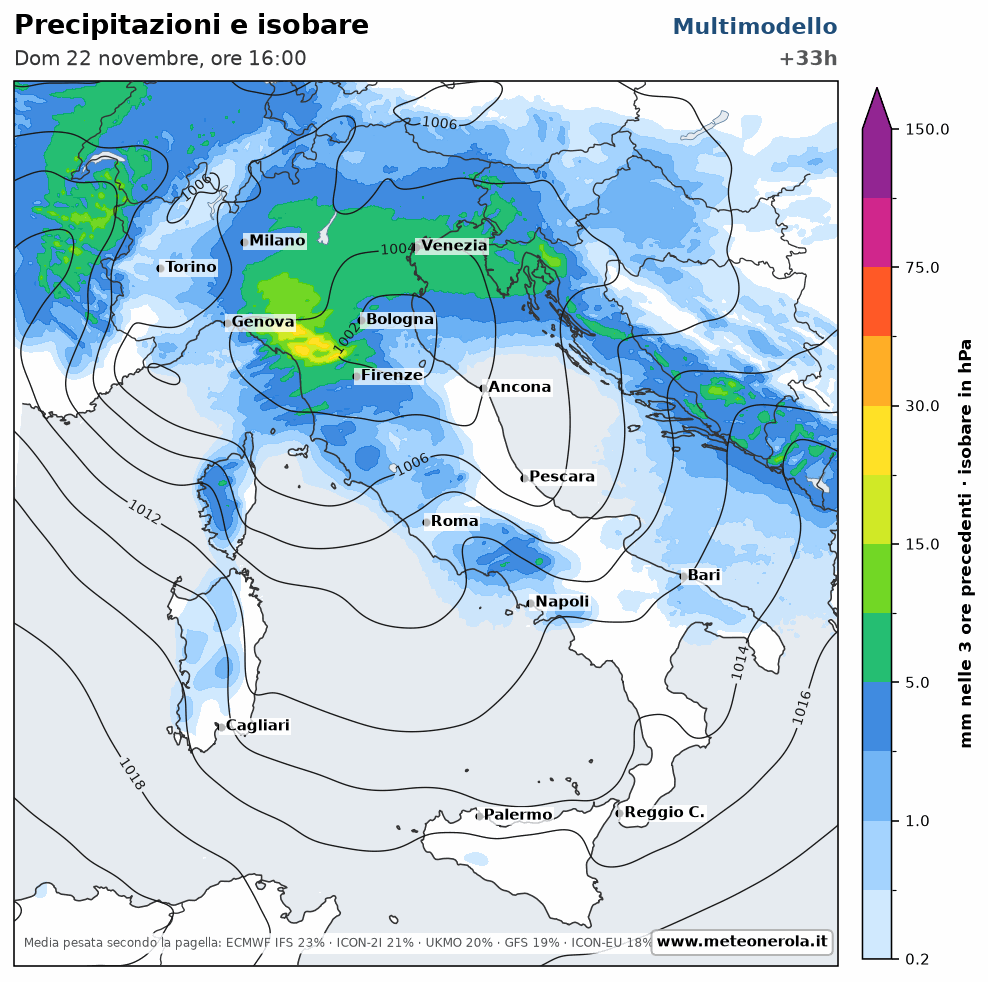 Precipitazioni e isobare
Multimodello
Dom 22 novembre, ore 16:00
+33h
1006
1006
Milano
1004
Venezia
Torino
Genova
Bologna
1002
Firenze
Ancona
1006
Pescara
1012
Roma
Bari
Napoli
1014
1016
Cagliari
1018
Palermo
Reggio C.
Media pesata secondo la pagella: ECMWF IFS 23% · ICON-2I 21% · UKMO 20% · GFS 19% · ICON-EU 18%
www.meteonerola.it
150.0
75.0
30.0
15.0
5.0
1.0
0.2
mm nelle 3 ore precedenti · isobare in hPa